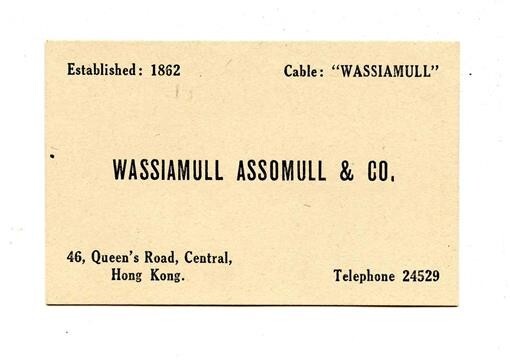 Established: 1862
Cable: "WASSIAMULL"
WASSIAMULL ASSOMULL & CO.
46, Queen's Road, Central,
Hong Kong.
Telephone 24529